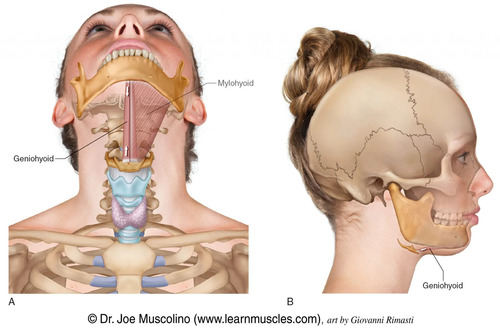 Mylohyoid
Geniohyoid
Geniohyoid
A
B
© Dr. Joe Muscolino (www.learnmuscles.com), art by Giovanni Rimasti